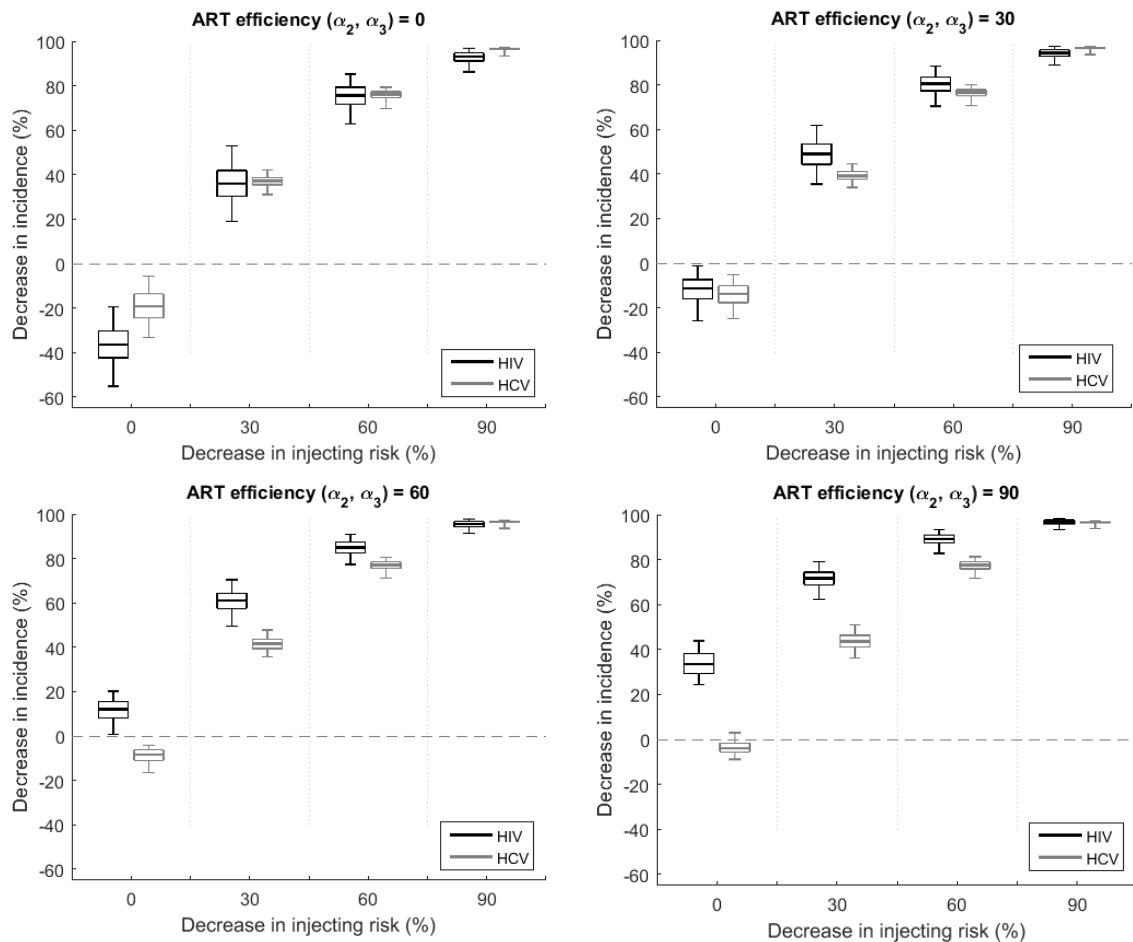 ART efficiency (α₂, α₃) = 0
Decrease in incidence (%)
100
80
60
40
20
0
-20
-40
-60
HIV
HCV
0 30 60 90
Decrease in injecting risk (%)
ART efficiency (α₂, α₃) = 30
Decrease in incidence (%)
100
80
60
40
20
0
-20
-40
-60
HIV
HCV
0 30 60 90
Decrease in injecting risk (%)
ART efficiency (α₂, α₃) = 60
Decrease in incidence (%)
100
80
60
40
20
0
-20
-40
-60
HIV
HCV
0 30 60 90
Decrease in injecting risk (%)
ART efficiency (α₂, α₃) = 90
Decrease in incidence (%)
100
80
60
40
20
0
-20
-40
-60
HIV
HCV
0 30 60 90
Decrease in injecting risk (%)